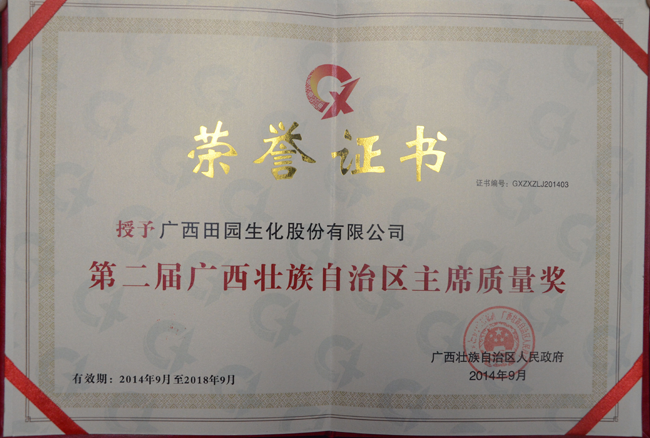 荣誉证书
证书编号：GXZXZLJ201403
授予广西田园生化股份有限公司
第二届广西壮族自治区主席质量奖
广西壮族自治区人民政府
有效期：2014年9月至2018年9月
2014年9月